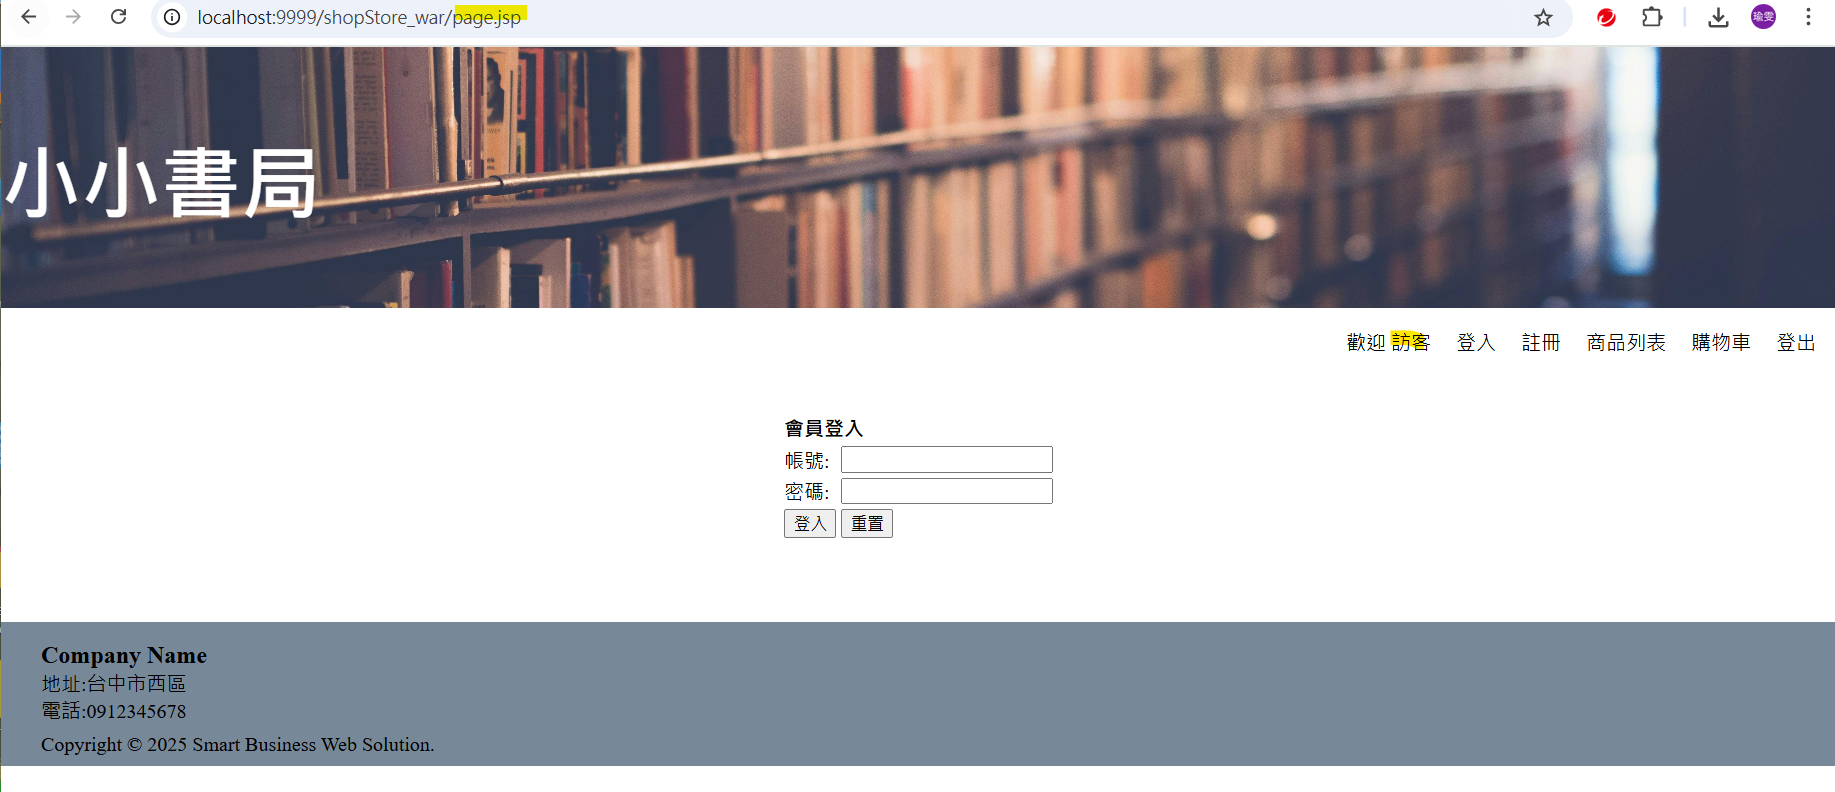 localhost:9999/shopStore_war/page.jsp
瑜雯
小小書局
歡迎 訪客 登入 註冊 商品列表 購物車 登出
會員登入
帳號:
密碼:
登入 重置
Company Name
地址:台中市西區
電話:0912345678
Copyright © 2025 Smart Business Web Solution.